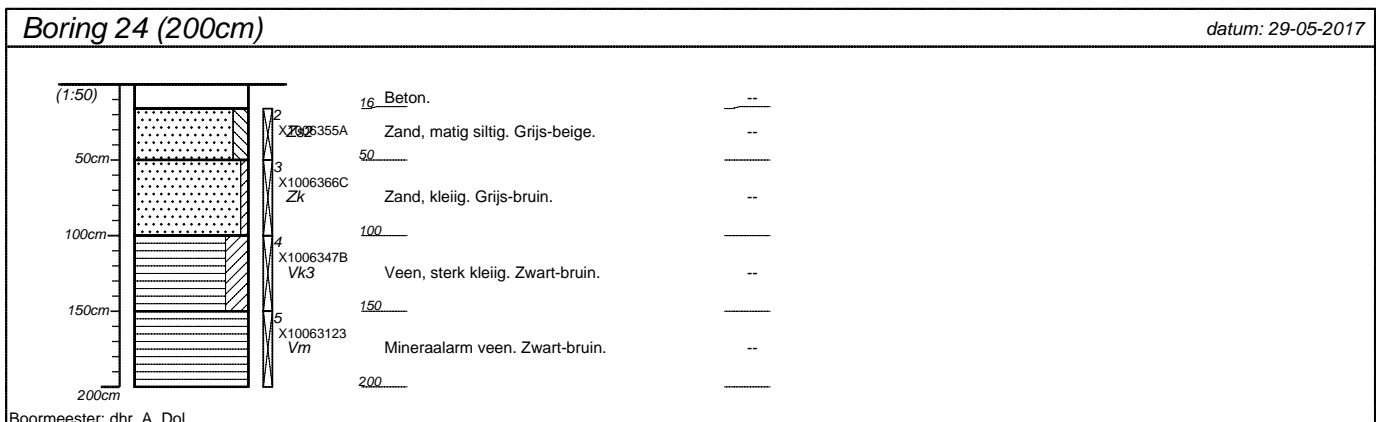 Boring 24 (200cm) datum: 29-05-2017
(1:50)
16 Beton. --
2
X1006355A
Zs2 Zand, matig siltig. Grijs-beige. --
50cm 50
3
X1006366C
Zk Zand, kleiig. Grijs-bruin. --
100cm 100
4
X1006347B
Vk3 Veen, sterk kleiig. Zwart-bruin. --
150cm 150
5
X10063123
Vm Mineraalarm veen. Zwart-bruin. --
200cm 200
Boormeester: dhr. A. Dol